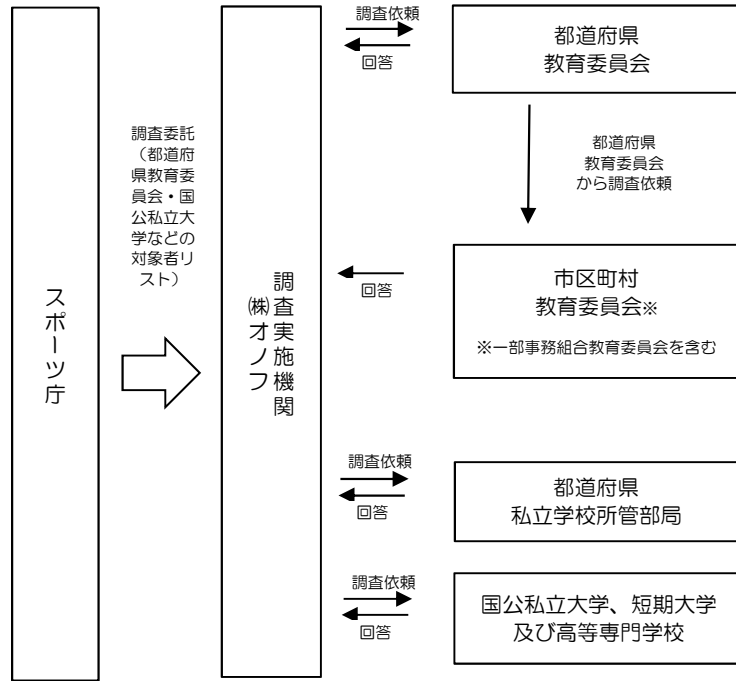 スポーツ庁
調査委託
（都道府
県教育委
員会・国
公私立大
学などの
対象者リ
スト）
調査実施機関
㈱オノフ
調査依頼
回答
都道府県
教育委員会
都道府県
教育委員会
から調査依頼
回答
市区町村
教育委員会※
※一部事務組合教育委員会を含む
調査依頼
回答
都道府県
私立学校所管部局
調査依頼
回答
国公私立大学、短期大学
及び高等専門学校